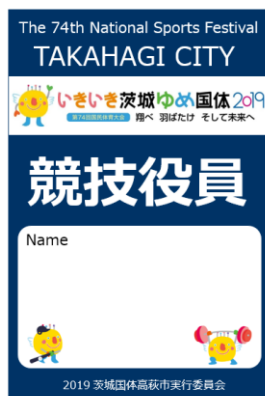 The 74th National Sports Festival
TAKAHAGI CITY
いきいき茨城ゆめ国体2019
第74回国民体育大会 翔べ 羽ばたけ そして未来へ
競技役員
Name
2019 茨城国体高萩市実行委員会